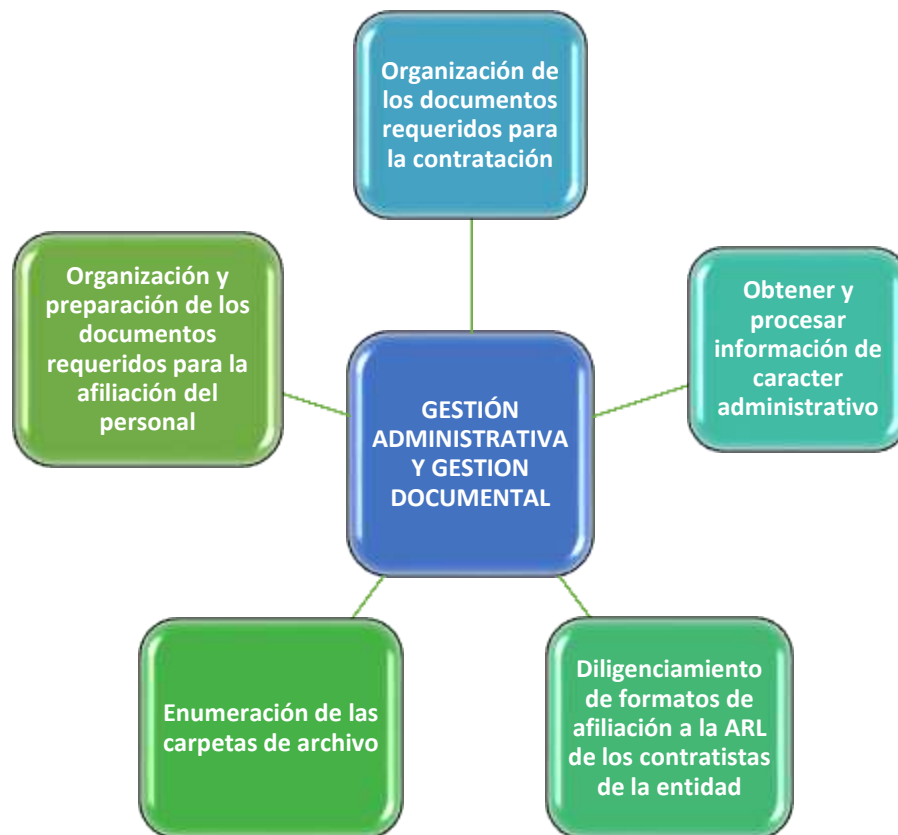 Organización de
los documentos
requeridos para
la contratación
Organización y
preparación de los
documentos
requeridos para la
afiliación del
personal
Obtener y
procesar
información de
caracter
administrativo
GESTIÓN
ADMINISTRATIVA
Y GESTION
DOCUMENTAL
Enumeración de las
carpetas de archivo
Diligenciamiento
de formatos de
afiliación a la ARL
de los contratistas
de la entidad